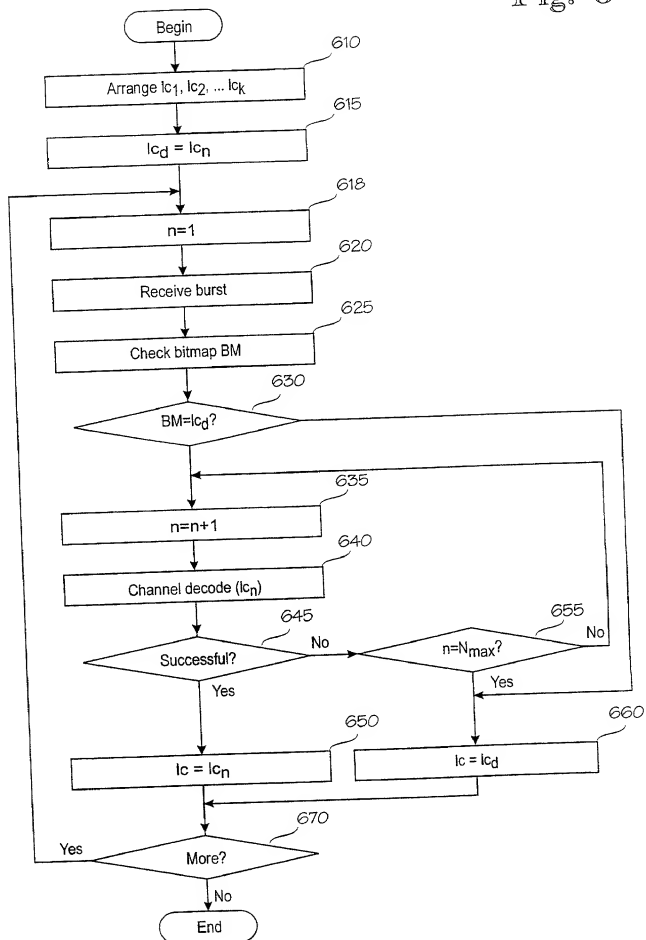 Fig. 6
Begin
610
Arrange Ic1, Ic2, ... Ick
615
Icd = Icn
618
n=1
620
Receive burst
625
Check bitmap BM
630
BM=Icd?
635
n=n+1
640
Channel decode (Icn)
645
Successful?
No
655
n=Nmax?
No
Yes
Yes
650
Ic = Icn
660
Ic = Icd
670
More?
Yes
No
End